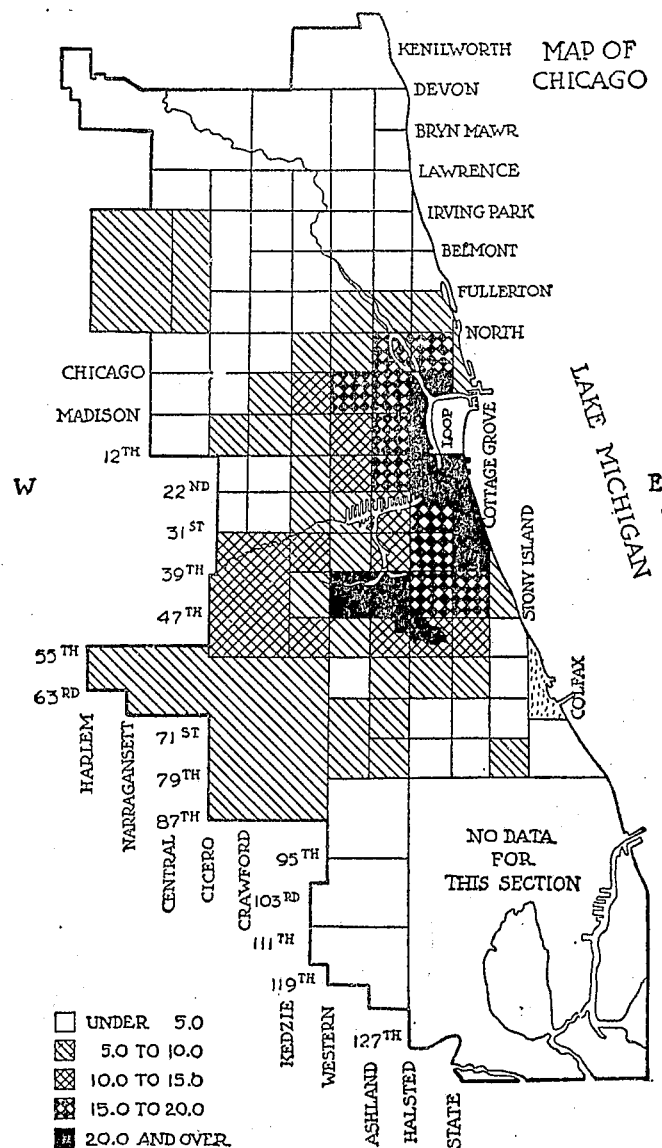 MAP OF
CHICAGO
KENILWORTH
DEVON
BRYN MAWR
LAWRENCE
IRVING PARK
BELMONT
FULLERTON
NORTH
CHICAGO
MADISON
12TH
22ND
31ST
39TH
47TH
55TH
63RD
71ST
79TH
87TH
95TH
103RD
111TH
119TH
127TH
W
E
LOOP
COTTAGE GROVE
LAKE MICHIGAN
STONY ISLAND
COLFAX
HARLEM
NARRAGANSETT
CENTRAL
CICERO
CRAWFORD
KEDZIE
WESTERN
ASHLAND
HALSTED
STATE
NO DATA
FOR
THIS SECTION
UNDER 5.0
5.0 TO 10.0
10.0 TO 15.0
15.0 TO 20.0
20.0 AND OVER